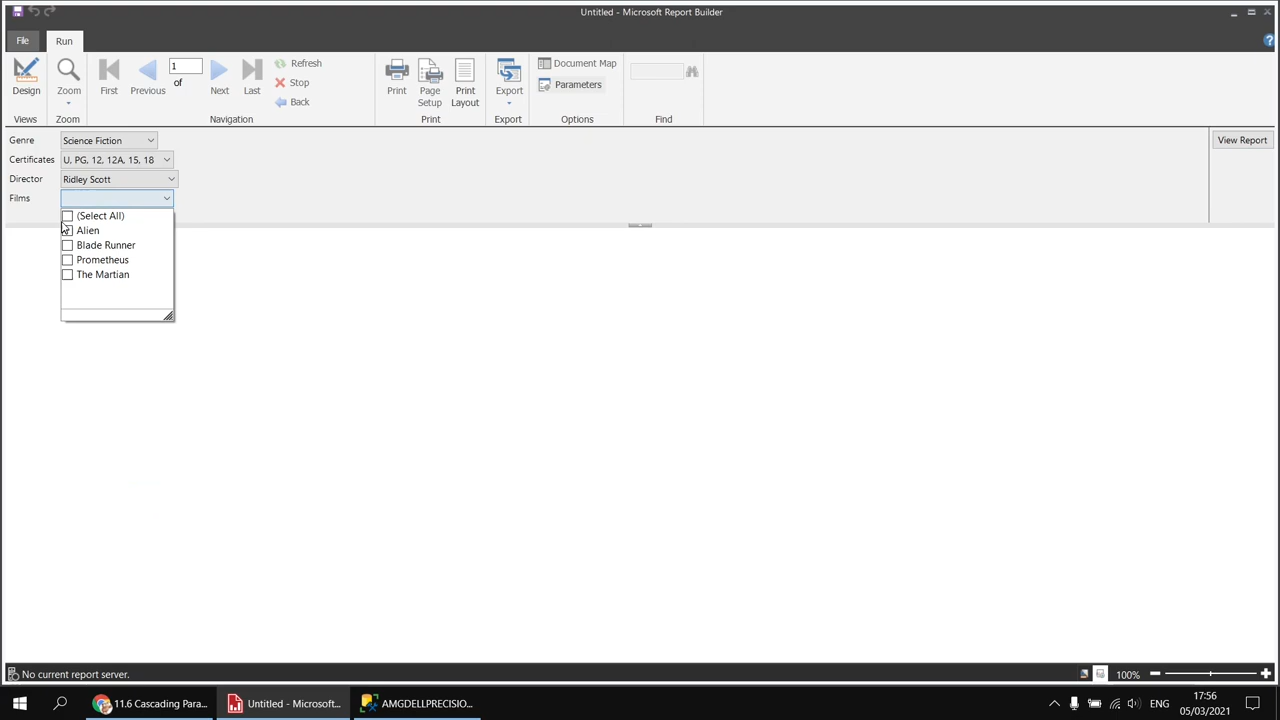 Untitled - Microsoft Report Builder
File
Run
Design
Zoom
First
Previous
1
of
Next
Last
Refresh
Stop
Back
Print
Page Setup
Print Layout
Export
Document Map
Parameters
Views
Zoom
Navigation
Print
Export
Options
Find
Genre
Science Fiction
View Report
Certificates
U, PG, 12, 12A, 15, 18
Director
Ridley Scott
Films
(Select All)
Alien
Blade Runner
Prometheus
The Martian
No current report server.
100%
11.6 Cascading Para...
Untitled - Microsoft...
AMGDELLPRECISIO...
ENG
17:56
05/03/2021